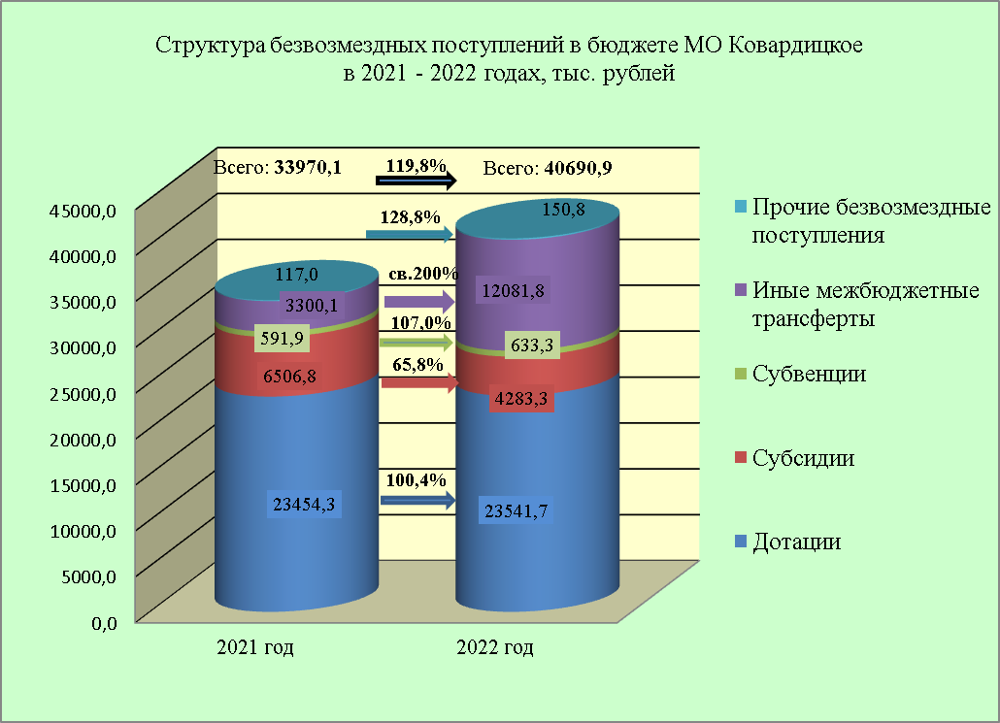 Структура безвозмездных поступлений в бюджете МО Ковардицкое
в 2021 - 2022 годах, тыс. рублей
Всего: 33970,1
119,8%
Всего: 40690,9
45000,0
40000,0
35000,0
30000,0
25000,0
20000,0
15000,0
10000,0
5000,0
0,0
128,8%
св.200%
107,0%
65,8%
100,4%
117,0
3300,1
591,9
6506,8
23454,3
150,8
12081,8
633,3
4283,3
23541,7
2021 год
2022 год
Прочие безвозмездные
поступления
Иные межбюджетные
трансферты
Субвенции
Субсидии
Дотации